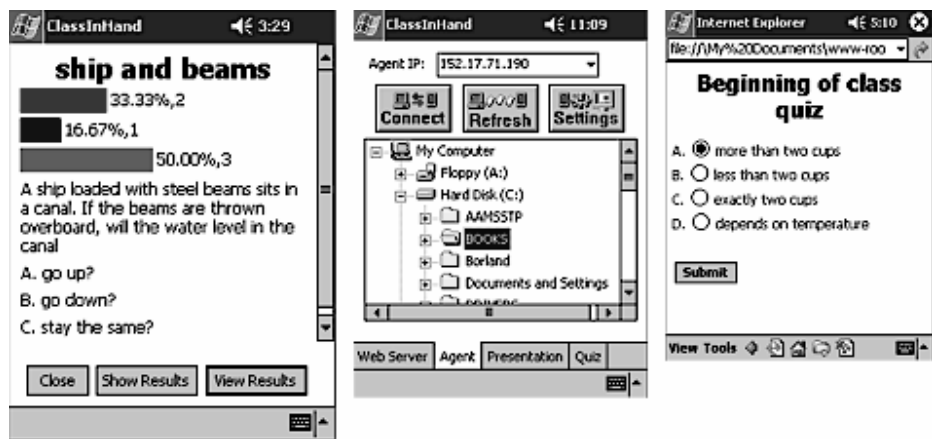 ClassInHand 3:29
ship and beams
33.33%,2
16.67%,1
50.00%,3
A ship loaded with steel beams sits in
a canal. If the beams are thrown
overboard, will the water level in the
canal
A. go up?
B. go down?
C. stay the same?
Close Show Results View Results
ClassInHand 11:09
Agent IP: 152.17.71.190
Connect Refresh Settings
My Computer
Floppy (A:)
Hard Disk (C:)
AAMSSTP
BOOKS
Borland
Documents and Settings
Web Server Agent Presentation Quiz
Internet Explorer 5:10
file://\My%20Documents\www-roo
Beginning of class
quiz
A. more than two cups
B. less than two cups
C. exactly two cups
D. depends on temperature
Submit
View Tools